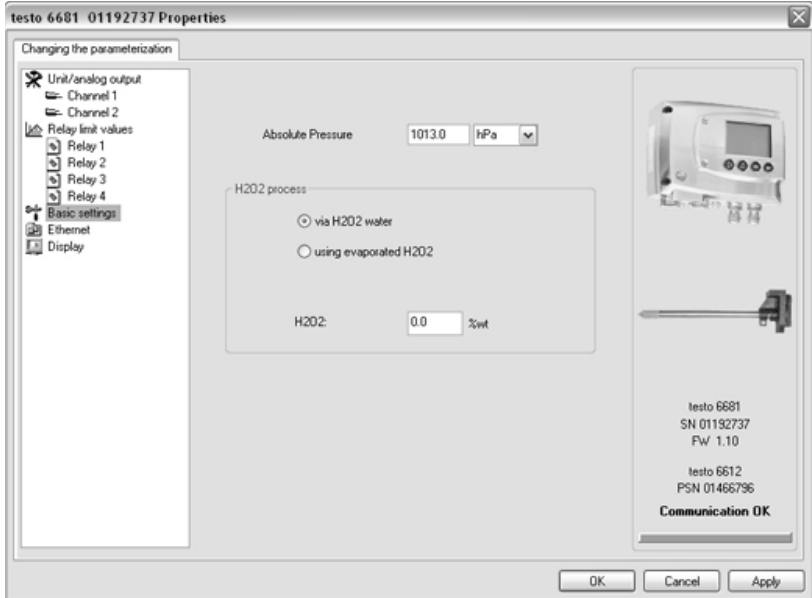 testo 6681 01192737 Properties
Changing the parameterization
Unit/analog output
Channel 1
Channel 2
Relay limit values
Relay 1
Relay 2
Relay 3
Relay 4
Basic settings
Ethernet
Display
Absolute Pressure 1013.0 hPa
H2O2 process
via H2O2 water
using evaporated H2O2
H2O2: 0.0 %wt
testo 6681
SN 01192737
FW 1.10
testo 6612
PSN 01466796
Communication OK
OK Cancel Apply